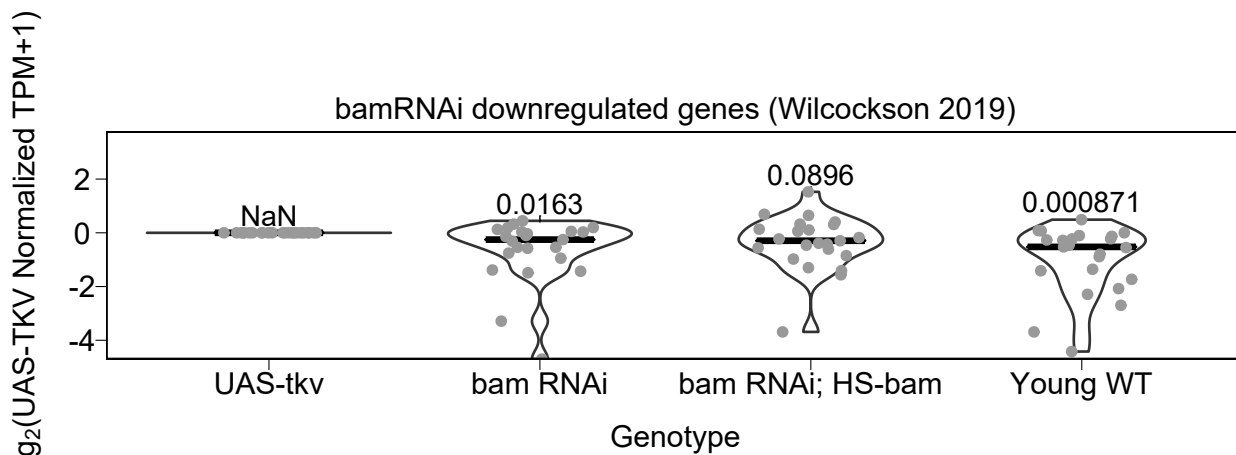 g₂(UAS-TKV Normalized TPM+1)
bamRNAi downregulated genes (Wilcockson 2019)
2
0
-2
-4
NaN
0.0163
0.0896
0.000871
UAS-tkv
bam RNAi
bam RNAi; HS-bam
Young WT
Genotype